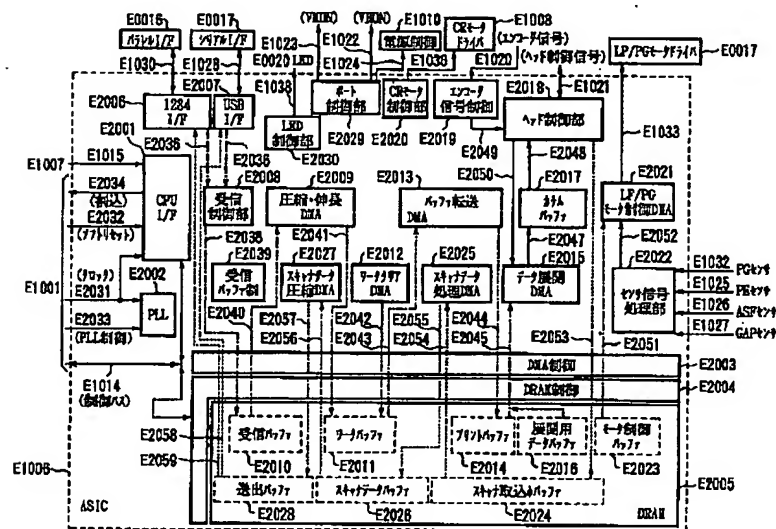 E0016 E0017 (VHON) (VMON) E1010 E1008
パラレルI/F シリアルI/F E1023 E1022 電源制御 CRモータドライバ (エンコーダ信号)
E1024 E1036 E1020 (ヘッド制御信号) LF/PGモータドライバ E0017
E1030 E1028 E0020 LED
E2006 E2007 E1038 E2018 E1021
1284 I/F USB I/F ポート制御部 CRモータ制御部 エンコーダ信号制御 ヘッド制御部
E2001 E2036 LED制御部 E2029 E2020 E2019 E2049 E1033
E2030 E2048
E1007 E1015 E2036 E2008 E2009 E2013 E2050 E2017 E2021
E2034 (割込) CPU I/F 受信制御部 圧縮・伸長DMA バッファ転送DMA カラムバッファ LF/PGモータ制御DMA
E2032 (ソフトリセット) E2038 E2041 E2047 E2052
E2039 E2027 E2012 E2025 E2015 E2022
(クロック) E2002 受信バッファ制 スキャナデータ圧縮DMA ワーククリアDMA スキャナデータ処理DMA データ展開DMA センサ信号処理部
E1001 E2031 PLL
E1032 PGセンサ
E1025 PEセンサ
E1026 ASFセンサ
E1027 GAPセンサ
E2033 (PLL制御) E2040 E2057 E2042 E2055 E2044 E2053
E2056 E2043 E2054 E2045 E2051
E1014 (制御バス) DMA制御 E2003
DRAM制御 E2004
E2058 受信バッファ ワークバッファ プリントバッファ 展開用データバッファ モータ制御バッファ
E2059 E2010 E2011 E2014 E2016 E2023
E1006 送出バッファ スキャナデータバッファ スキャナ取込みバッファ E2005
ASIC E2028 E2026 E2024 DRAM